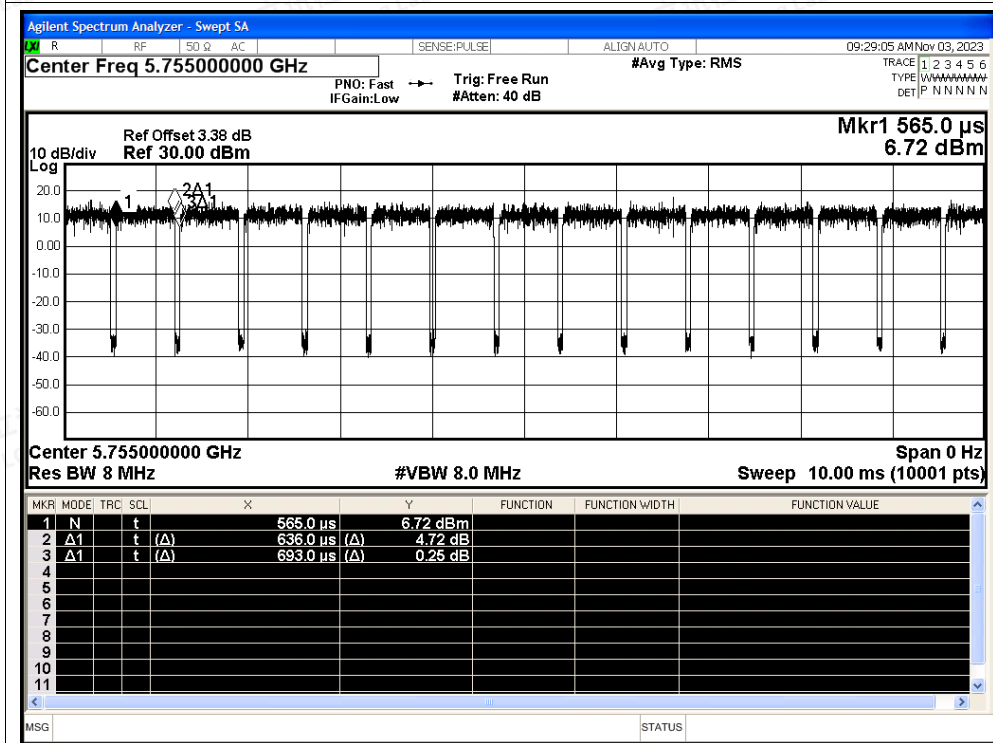 Agilent Spectrum Analyzer - Swept SA
LXI R RF 50 Ω AC SENSE:PULSE ALIGN AUTO 09:29:05 AM Nov 03, 2023
Center Freq 5.755000000 GHz #Avg Type: RMS TRACE 1 2 3 4 5 6
PNO: Fast Trig: Free Run TYPE
IFGain:Low #Atten: 40 dB DET P N N N N N
Mkr1 565.0 µs
6.72 dBm
Ref Offset 3.38 dB
10 dB/div Ref 30.00 dBm
Log
20.0
10.0
0.00
-10.0
-20.0
-30.0
-40.0
-50.0
-60.0
1
2Δ1
3Δ1
Center 5.755000000 GHz Span 0 Hz
Res BW 8 MHz #VBW 8.0 MHz Sweep 10.00 ms (10001 pts)
MKR MODE TRC SCL X Y FUNCTION FUNCTION WIDTH FUNCTION VALUE
1 N t 565.0 µs 6.72 dBm
2 Δ1 t (Δ) 636.0 µs (Δ) 4.72 dB
3 Δ1 t (Δ) 693.0 µs (Δ) 0.25 dB
4
5
6
7
8
9
10
11
MSG STATUS